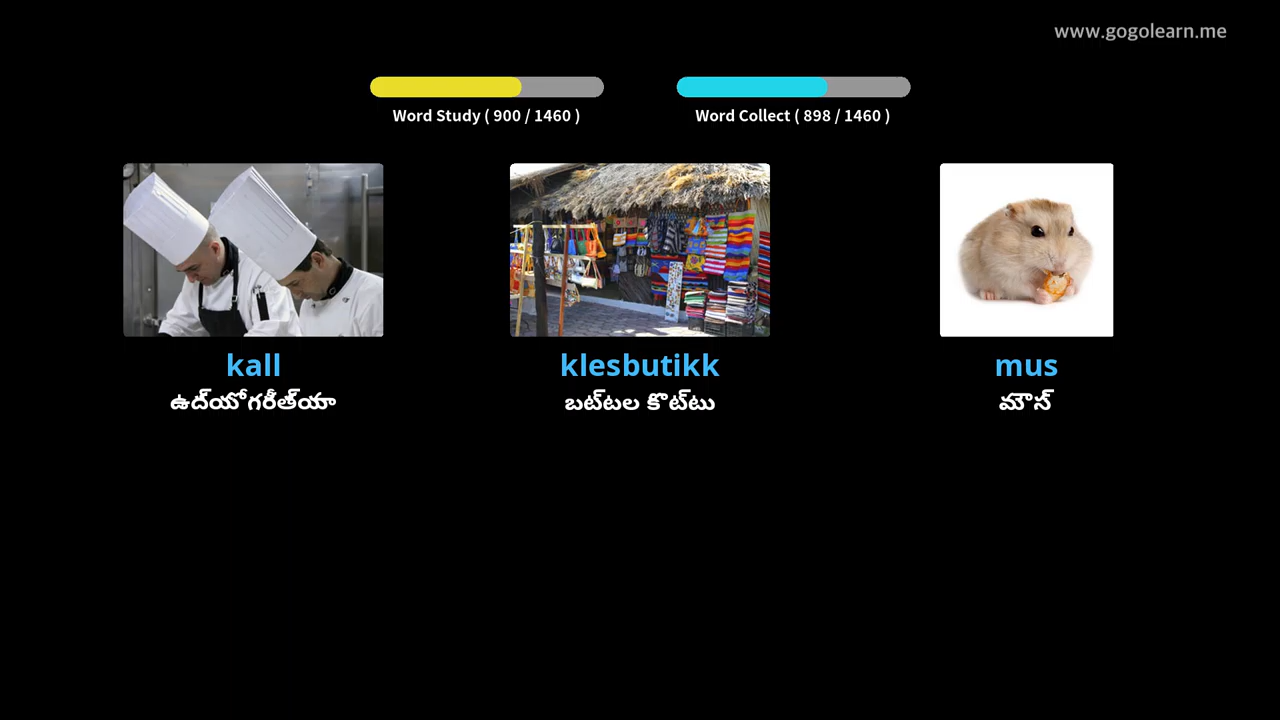 www.gogolearn.me
Word Study ( 900 / 1460 )
Word Collect ( 898 / 1460 )
kall
ఉద్యోగరీత్యా
klesbutikk
బట్టల కొట్టు
mus
మౌస్